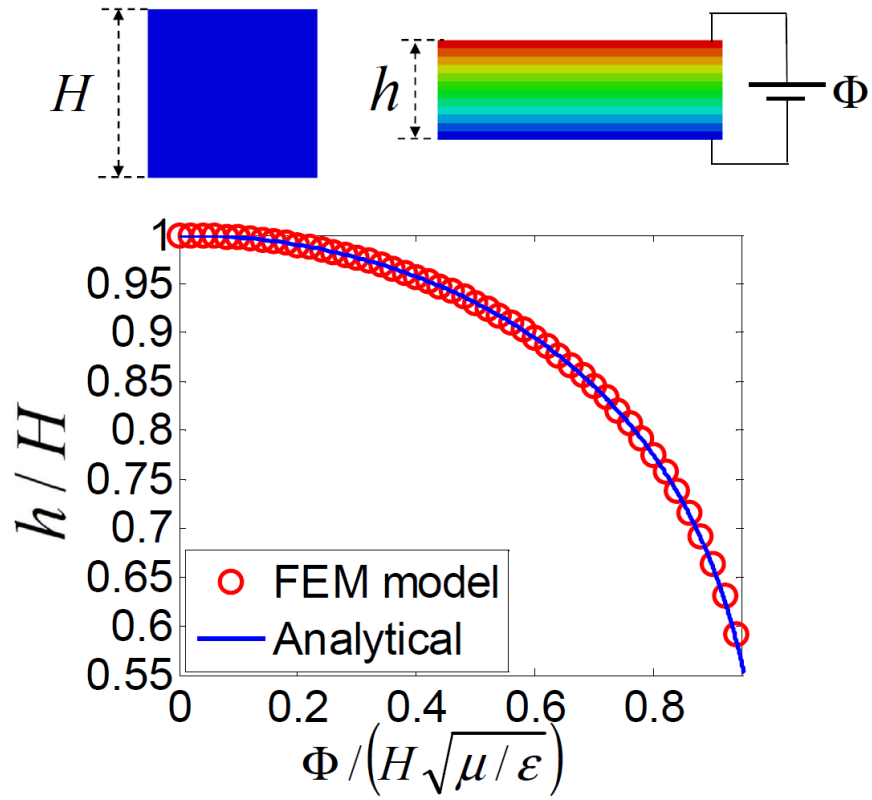 H
h
Φ
h / H
1
0.95
0.9
0.85
0.8
0.75
0.7
0.65
0.6
0.55
FEM model
Analytical
0 0.2 0.4 0.6 0.8
Φ / (H√μ / ε)